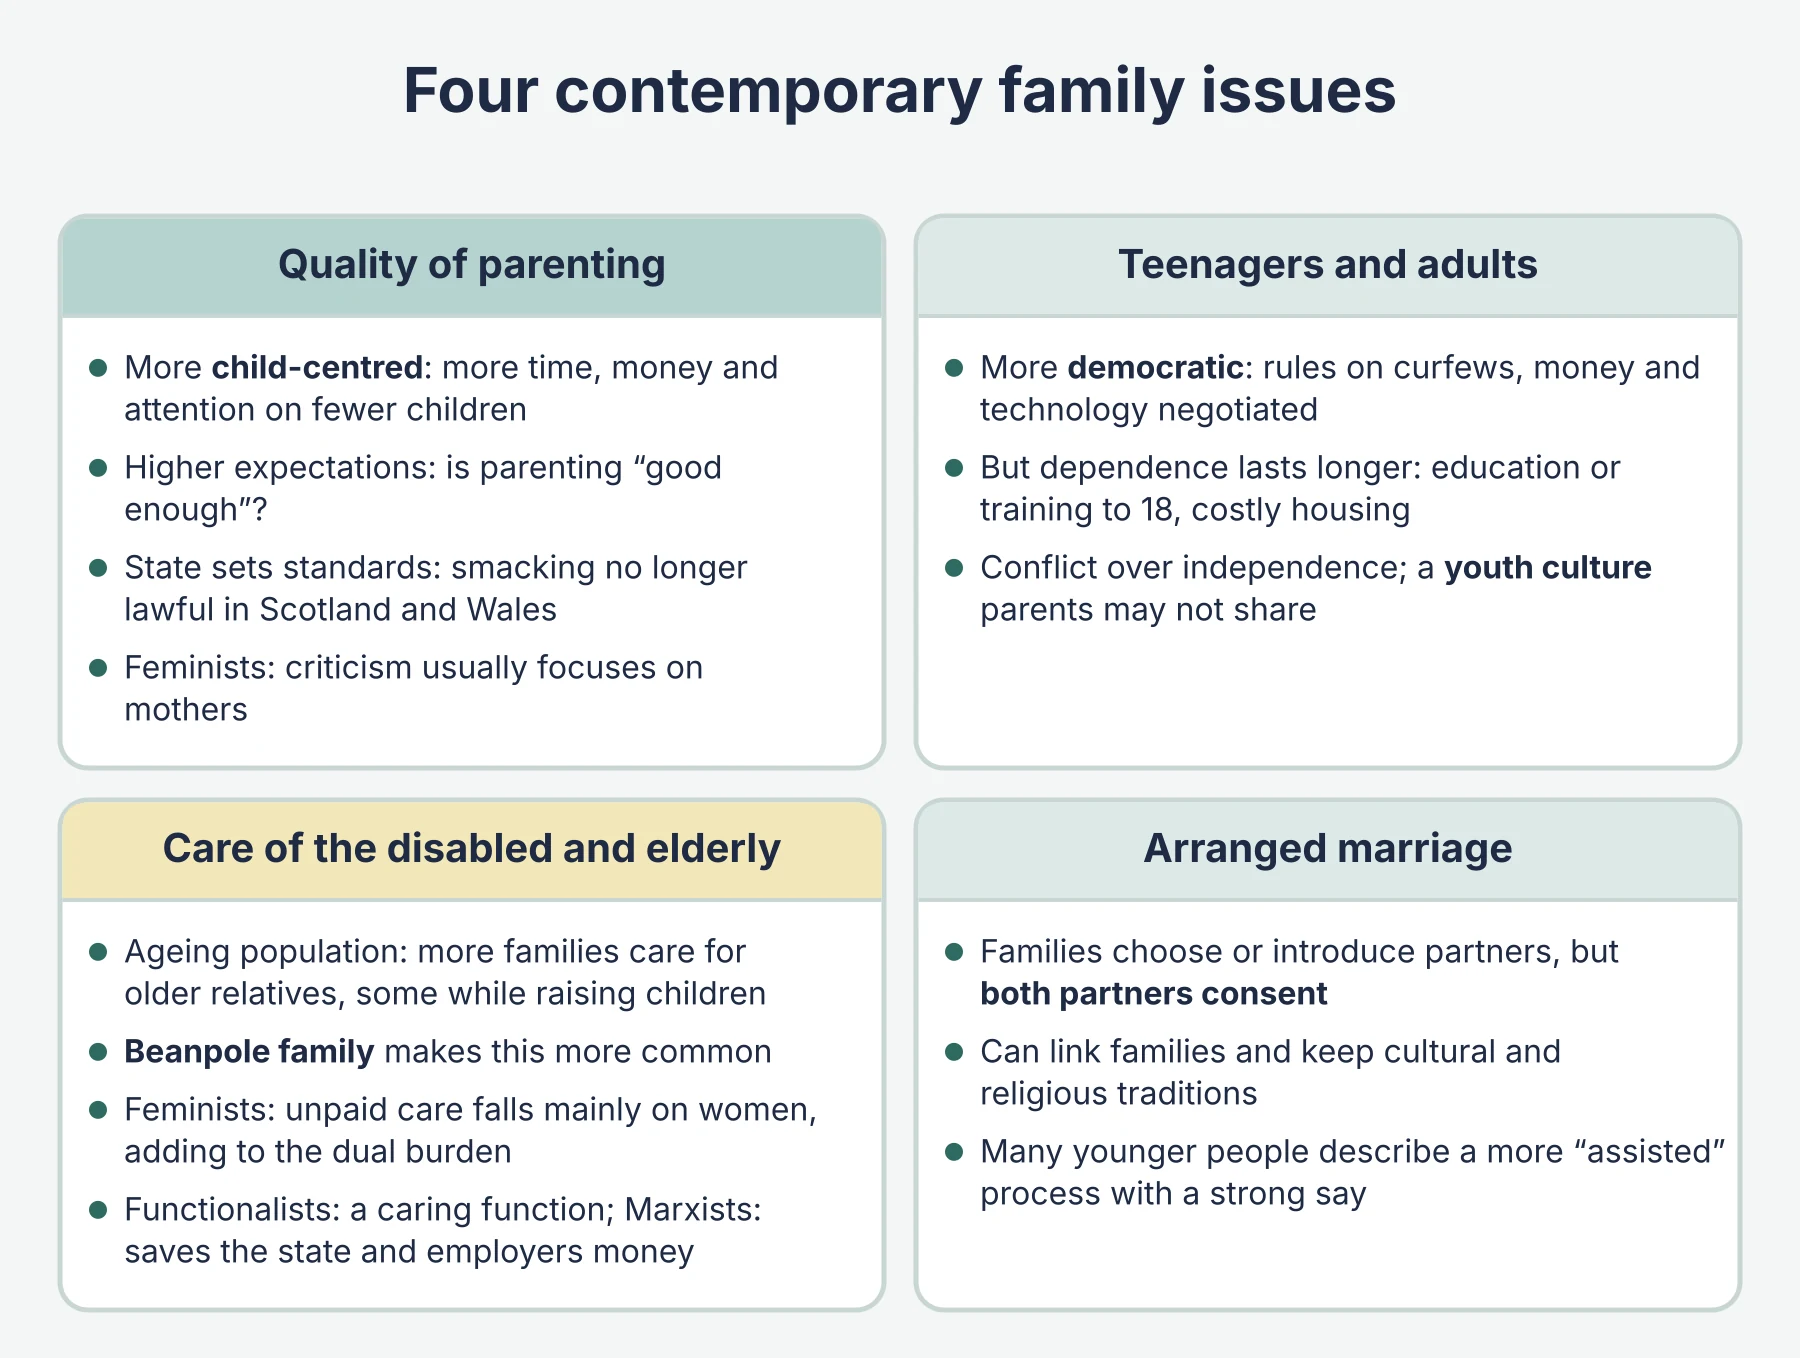 Four contemporary family issues
Quality of parenting
More child-centred: more time, money and
attention on fewer children
Higher expectations: is parenting “good
enough”?
State sets standards: smacking no longer
lawful in Scotland and Wales
Feminists: criticism usually focuses on
mothers
Teenagers and adults
More democratic: rules on curfews, money and
technology negotiated
But dependence lasts longer: education or
training to 18, costly housing
Conflict over independence; a youth culture
parents may not share
Care of the disabled and elderly
Ageing population: more families care for
older relatives, some while raising children
Beanpole family makes this more common
Feminists: unpaid care falls mainly on women,
adding to the dual burden
Functionalists: a caring function; Marxists:
saves the state and employers money
Arranged marriage
Families choose or introduce partners, but
both partners consent
Can link families and keep cultural and
religious traditions
Many younger people describe a more “assisted”
process with a strong say